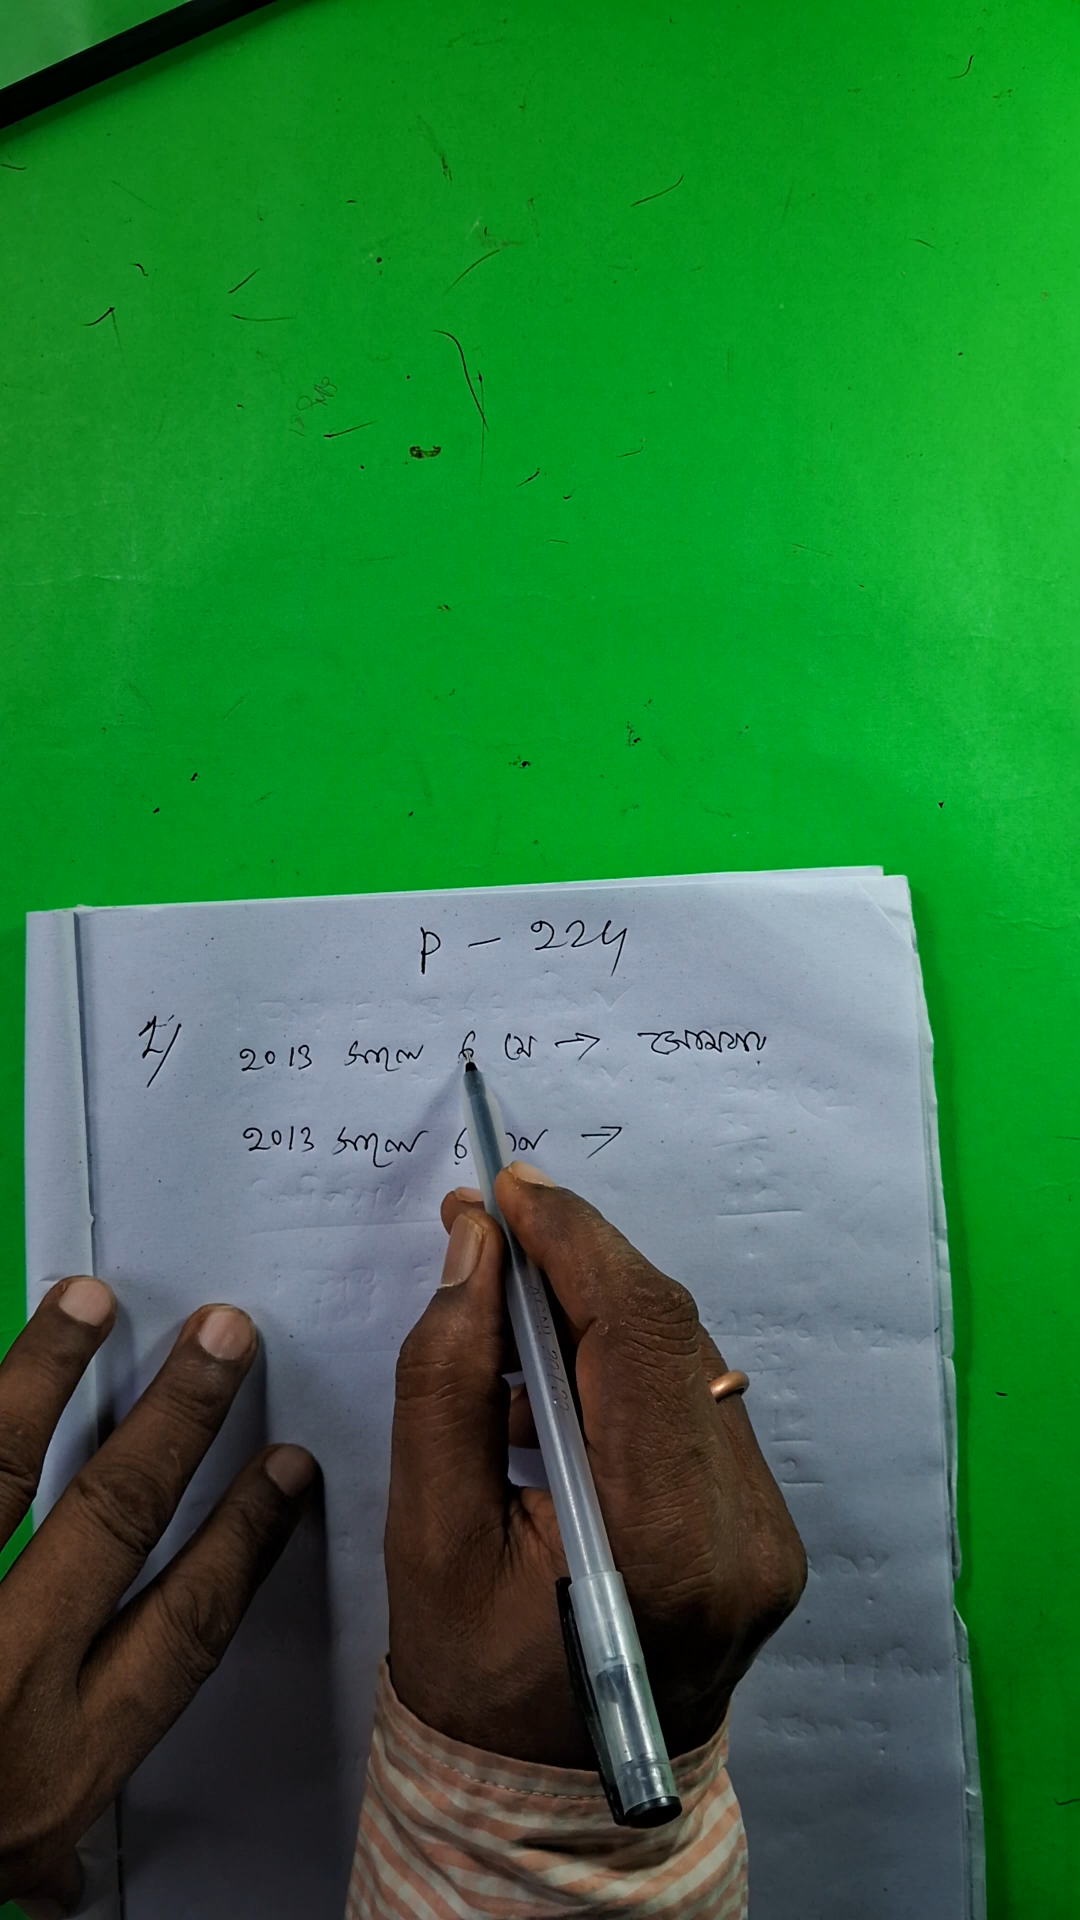 P - 224
1/ 2013 সালে 6 মে → সোমবার
2013 সালে 6 →